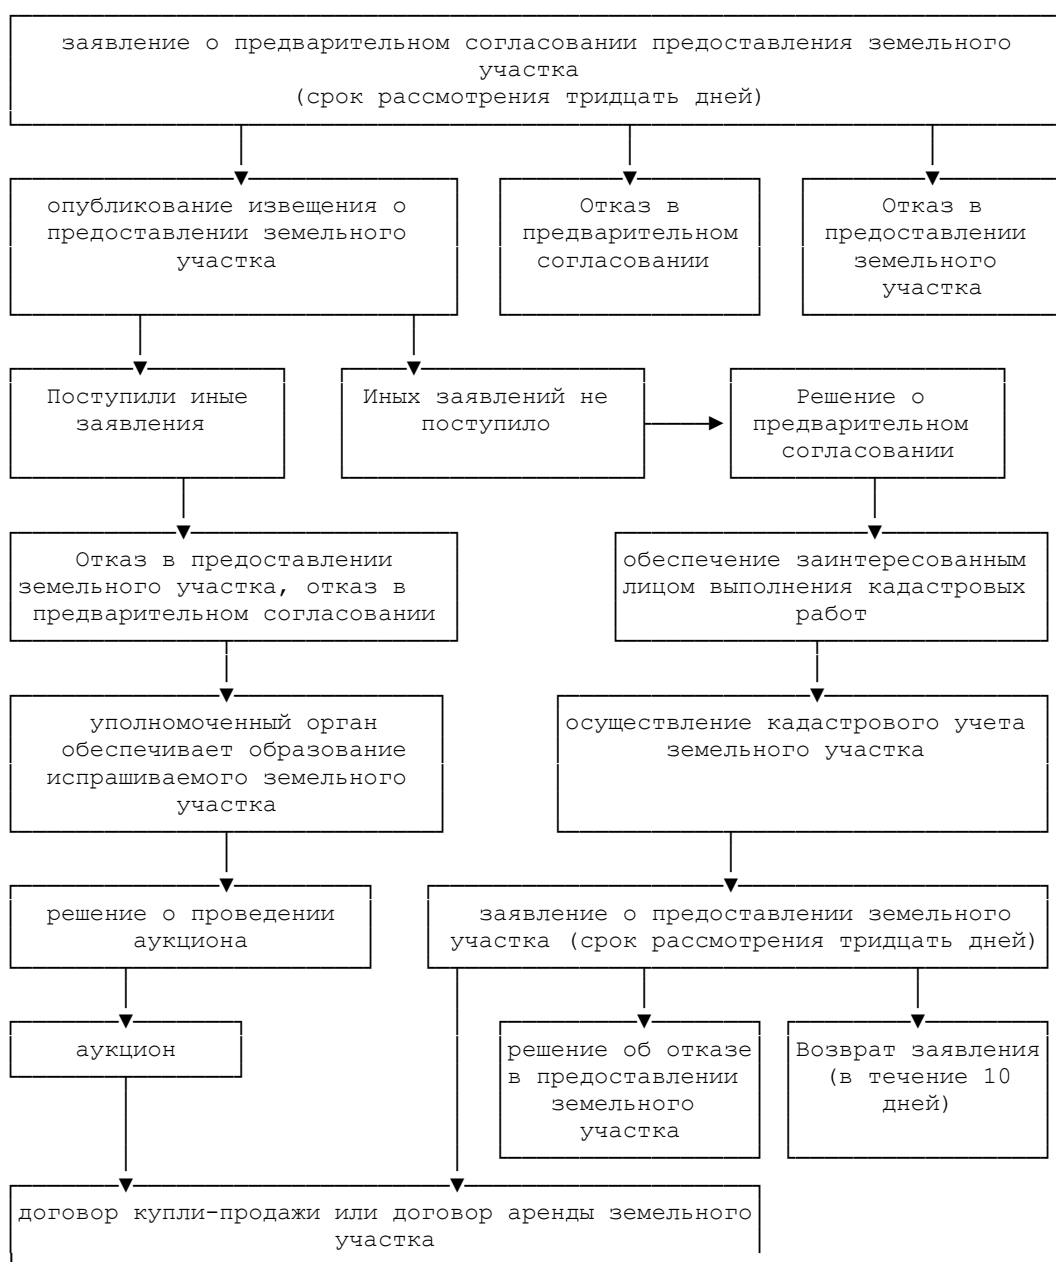 заявление о предварительном согласовании предоставления земельного
участка
(срок рассмотрения тридцать дней)
опубликование извещения о
предоставлении земельного
участка
Отказ в
предварительном
согласовании
Отказ в
предоставлении
земельного
участка
Поступили иные
заявления
Иных заявлений не
поступило
Решение о
предварительном
согласовании
Отказ в предоставлении
земельного участка, отказ в
предварительном согласовании
обеспечение заинтересованным
лицом выполнения кадастровых
работ
уполномоченный орган
обеспечивает образование
испрашиваемого земельного
участка
осуществление кадастрового учета
земельного участка
решение о проведении
аукциона
заявление о предоставлении земельного
участка (срок рассмотрения тридцать дней)
аукцион
решение об отказе
в предоставлении
земельного
участка
Возврат заявления
(в течение 10
дней)
договор купли-продажи или договор аренды земельного
участка